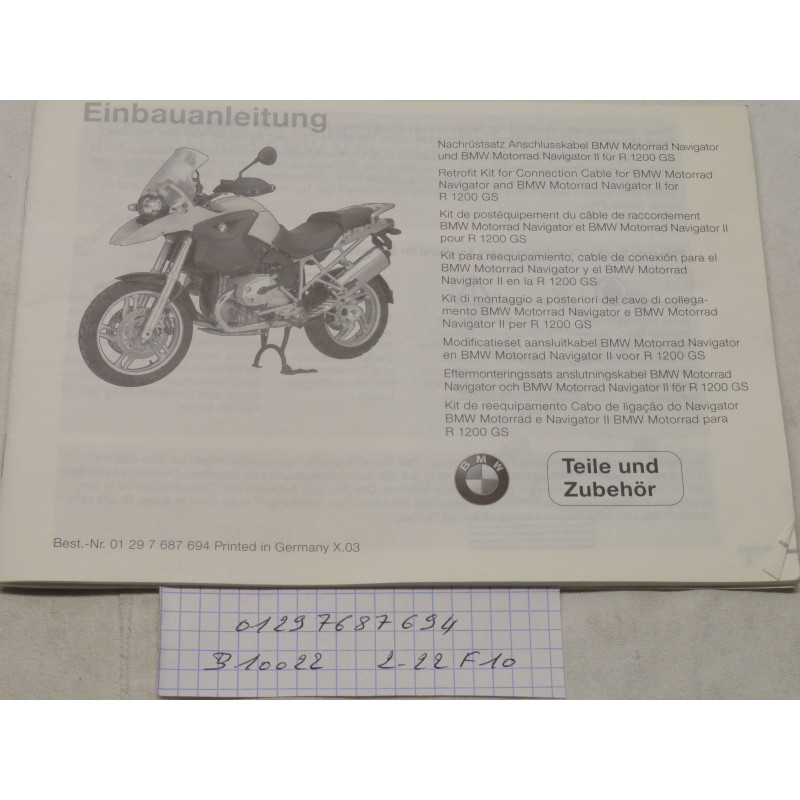 Einbauanleitung
Nachrüstsatz Anschlusskabel BMW Motorrad Navigator
und BMW Motorrad Navigator II für R 1200 GS
Retrofit Kit for Connection Cable for BMW Motorrad
Navigator and BMW Motorrad Navigator II for
R 1200 GS
Kit de postéquipement du câble de raccordement
BMW Motorrad Navigator et BMW Motorrad Navigator II
pour R 1200 GS
Kit para reequipamiento, cable de conexión para el
BMW Motorrad Navigator y el BMW Motorrad
Navigator II en la R 1200 GS
Kit di montaggio a posteriori del cavo di collega-
mento BMW Motorrad Navigator e BMW Motorrad
Navigator II per R 1200 GS
Modificatieset aansluitkabel BMW Motorrad Navigator
en BMW Motorrad Navigator II voor R 1200 GS
Eftermonteringssats anslutningskabel BMW Motorrad
Navigator och BMW Motorrad Navigator II för R 1200 GS
Kit de reequipamento Cabo de ligação do Navigator
BMW Motorrad e Navigator II BMW Motorrad para
R 1200 GS
BMW
Teile und
Zubehör
Best.-Nr. 01 29 7 687 694 Printed in Germany X.03
01297687694
B10022 2-22 F10